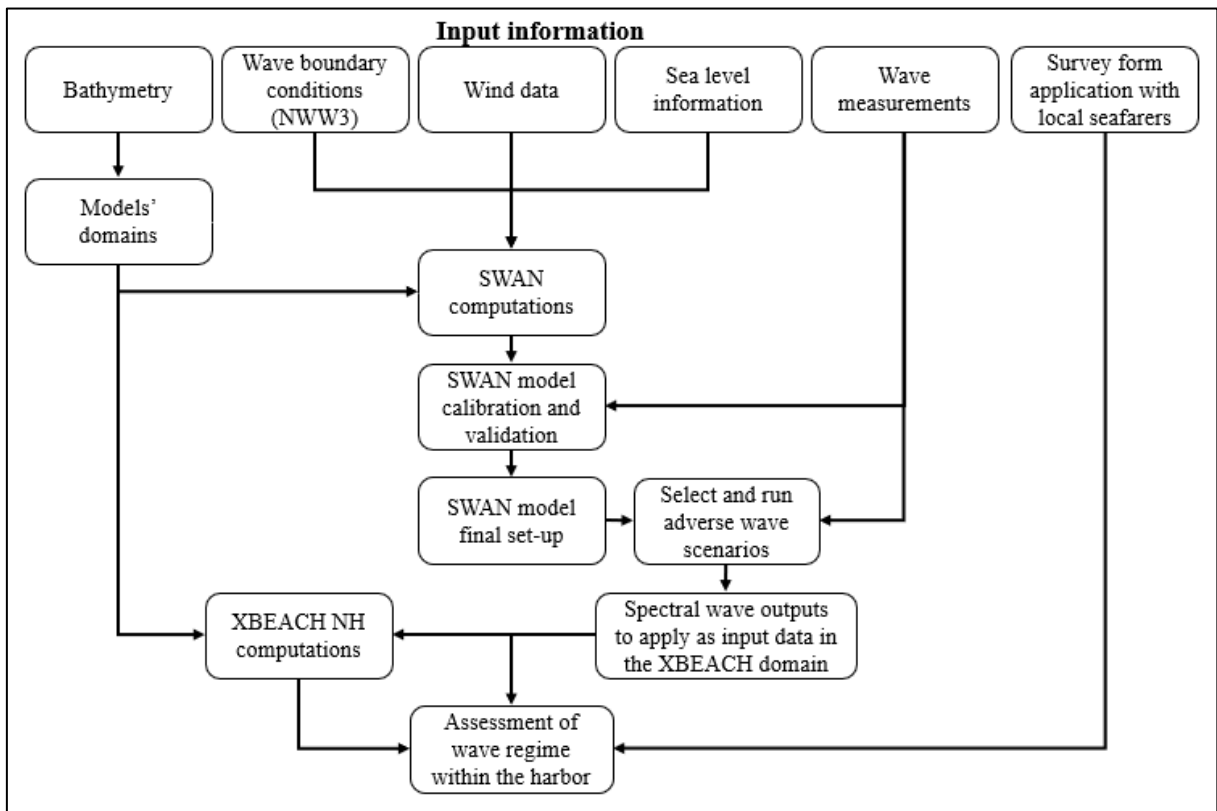 Input information
Bathymetry
Wave boundary
conditions
(NWW3)
Wind data
Sea level
information
Wave
measurements
Survey form
application with
local seafarers
Models’
domains
SWAN
computations
SWAN model
calibration and
validation
SWAN model
final set-up
Select and run
adverse wave
scenarios
XBEACH NH
computations
Spectral wave outputs
to apply as input data in
the XBEACH domain
Assessment of
wave regime
within the harbor